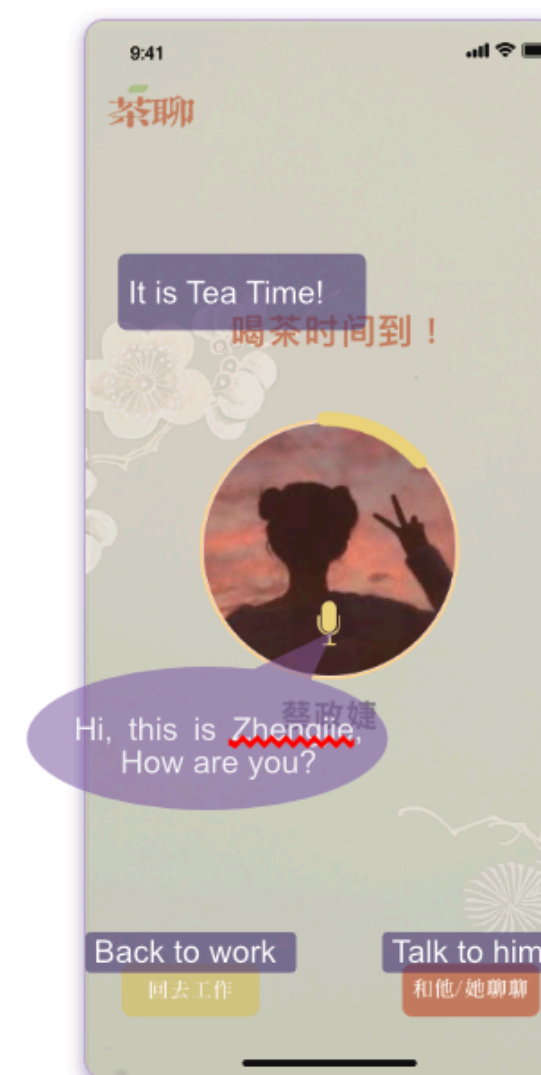 9:41
茶聊
It is Tea Time!
喝茶时间到！
蔡政婕
Hi, this is Zhengjie,
How are you?
Back to work
Talk to him
回去工作
和他/她聊聊